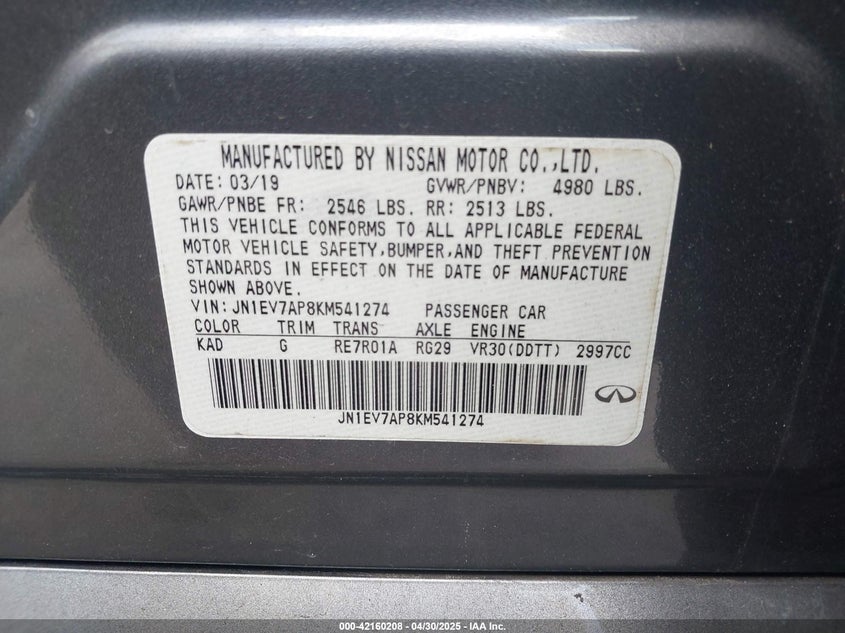 MANUFACTURED BY NISSAN MOTOR CO.,LTD.
DATE: 03/19 GVWR/PNBV: 4980 LBS.
GAWR/PNBE FR: 2546 LBS. RR: 2513 LBS.
THIS VEHICLE CONFORMS TO ALL APPLICABLE FEDERAL
MOTOR VEHICLE SAFETY,BUMPER,AND THEFT PREVENTION
STANDARDS IN EFFECT ON THE DATE OF MANUFACTURE
SHOWN ABOVE.
VIN: JN1EV7AP8KM541274 PASSENGER CAR
COLOR TRIM TRANS AXLE ENGINE
KAD G RE7R01A RG29 VR30(DDTT) 2997CC
JN1EV7AP8KM541274
000-42160208 - 04/30/2025 - IAA Inc.